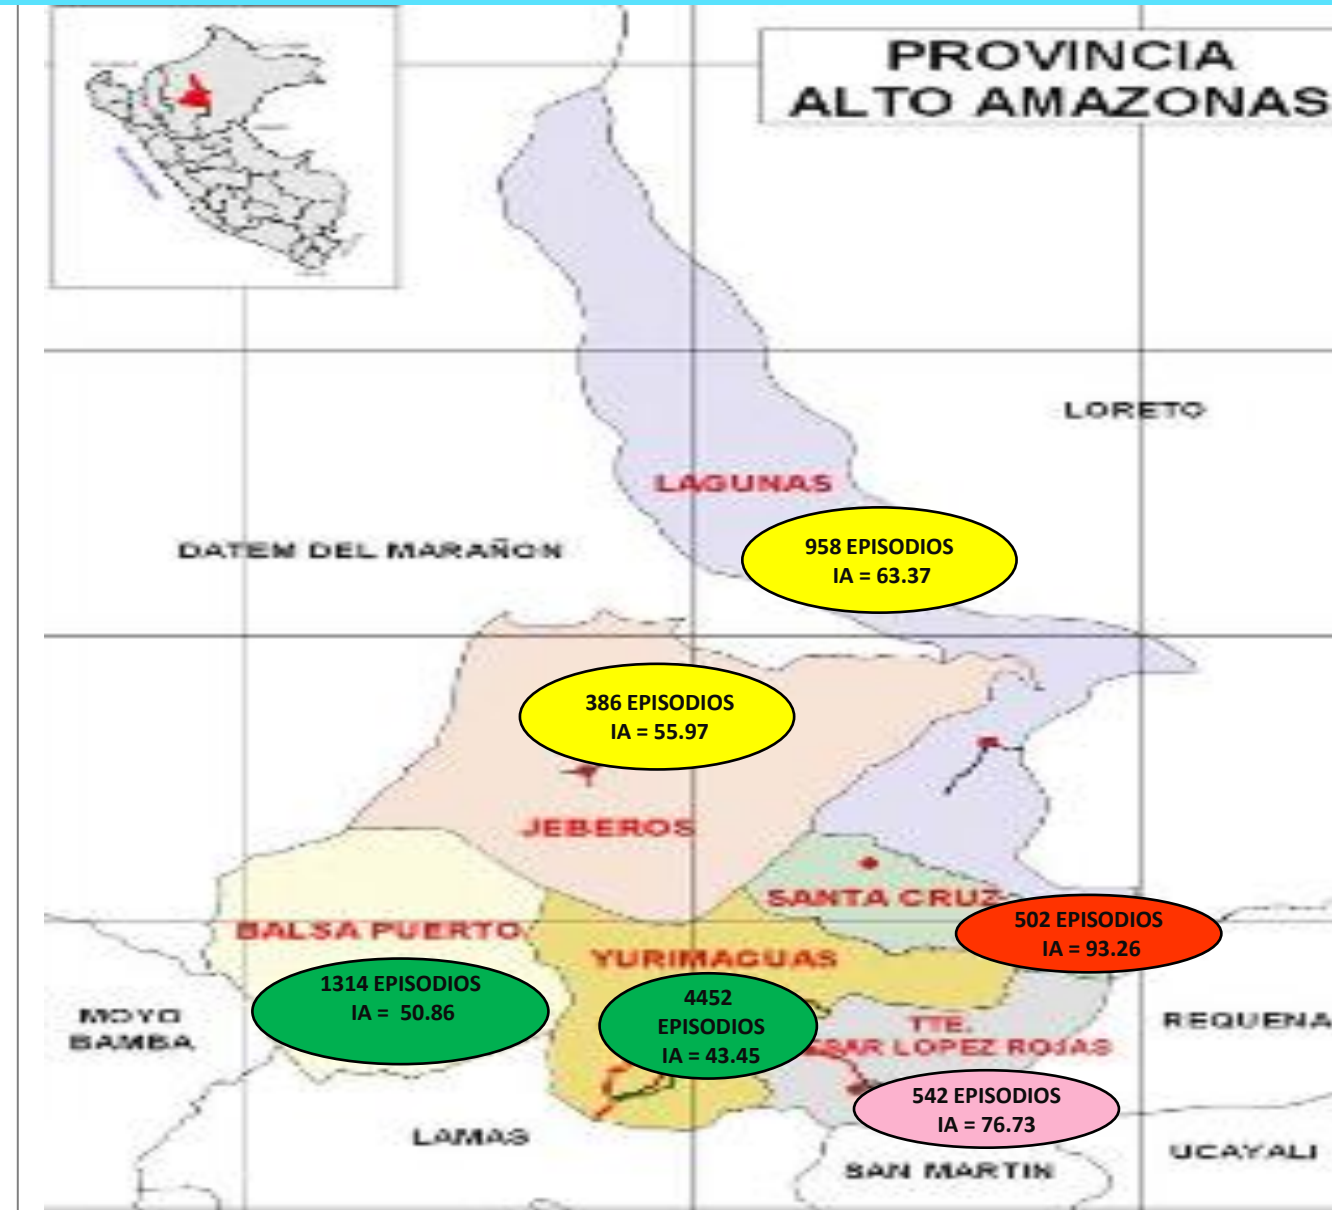 PROVINCIA
ALTO AMAZONAS
LORETO
LAGUNAS
DATEM DEL MARAÑON
958 EPISODIOS
IA = 63.37
386 EPISODIOS
IA = 55.97
JEBEROS
SANTA CRUZ
502 EPISODIOS
IA = 93.26
BALSA PUERTO
YURIMAGUAS
1314 EPISODIOS
IA = 50.86
4452
EPISODIOS
IA = 43.45
MOYO
BAMBA
TTE.
ESAR LOPEZ ROJAS
REQUENA
542 EPISODIOS
IA = 76.73
LAMAS
SAN MARTIN
UCAYALI